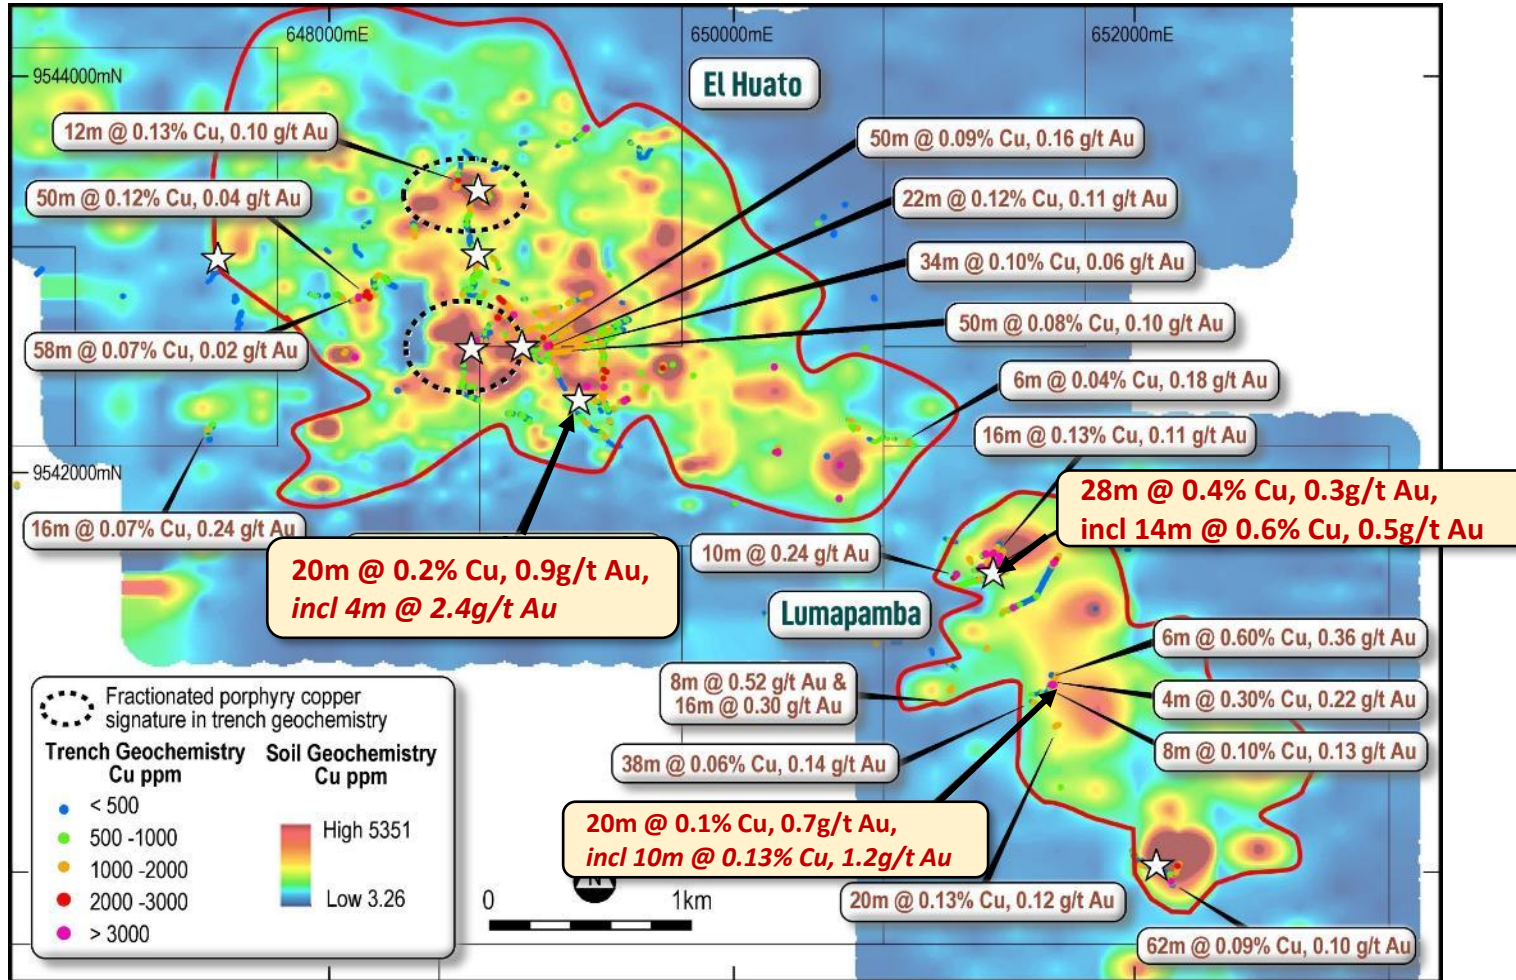 648000mE
650000mE
652000mE
9544000mN
El Huato
12m @ 0.13% Cu, 0.10 g/t Au
50m @ 0.09% Cu, 0.16 g/t Au
50m @ 0.12% Cu, 0.04 g/t Au
22m @ 0.12% Cu, 0.11 g/t Au
34m @ 0.10% Cu, 0.06 g/t Au
50m @ 0.08% Cu, 0.10 g/t Au
58m @ 0.07% Cu, 0.02 g/t Au
6m @ 0.04% Cu, 0.18 g/t Au
16m @ 0.13% Cu, 0.11 g/t Au
9542000mN
28m @ 0.4% Cu, 0.3g/t Au,
incl 14m @ 0.6% Cu, 0.5g/t Au
16m @ 0.07% Cu, 0.24 g/t Au
10m @ 0.24 g/t Au
20m @ 0.2% Cu, 0.9g/t Au,
incl 4m @ 2.4g/t Au
Lumapamba
6m @ 0.60% Cu, 0.36 g/t Au
8m @ 0.52 g/t Au &
16m @ 0.30 g/t Au
4m @ 0.30% Cu, 0.22 g/t Au
8m @ 0.10% Cu, 0.13 g/t Au
38m @ 0.06% Cu, 0.14 g/t Au
20m @ 0.1% Cu, 0.7g/t Au,
incl 10m @ 0.13% Cu, 1.2g/t Au
20m @ 0.13% Cu, 0.12 g/t Au
62m @ 0.09% Cu, 0.10 g/t Au
Fractionated porphyry copper
signature in trench geochemistry
Trench Geochemistry
Cu ppm
< 500
500 -1000
1000 -2000
2000 -3000
> 3000
Soil Geochemistry
Cu ppm
High 5351
Low 3.26
N
0
1km